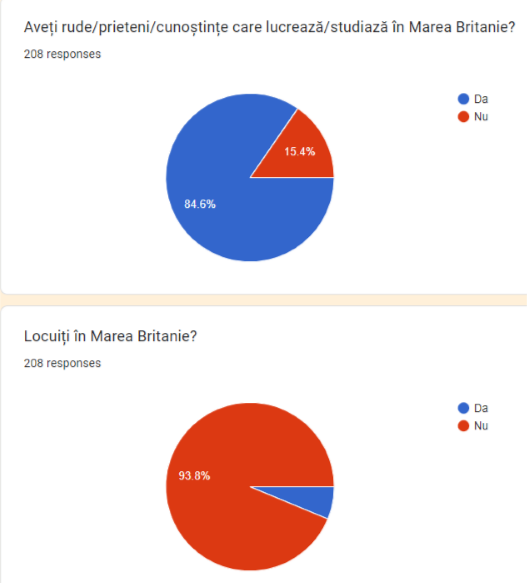 Aveți rude/prieteni/cunoștințe care lucrează/studiază în Marea Britanie?
208 responses
Da
Nu
15.4%
84.6%
Locuiți în Marea Britanie?
208 responses
Da
Nu
93.8%